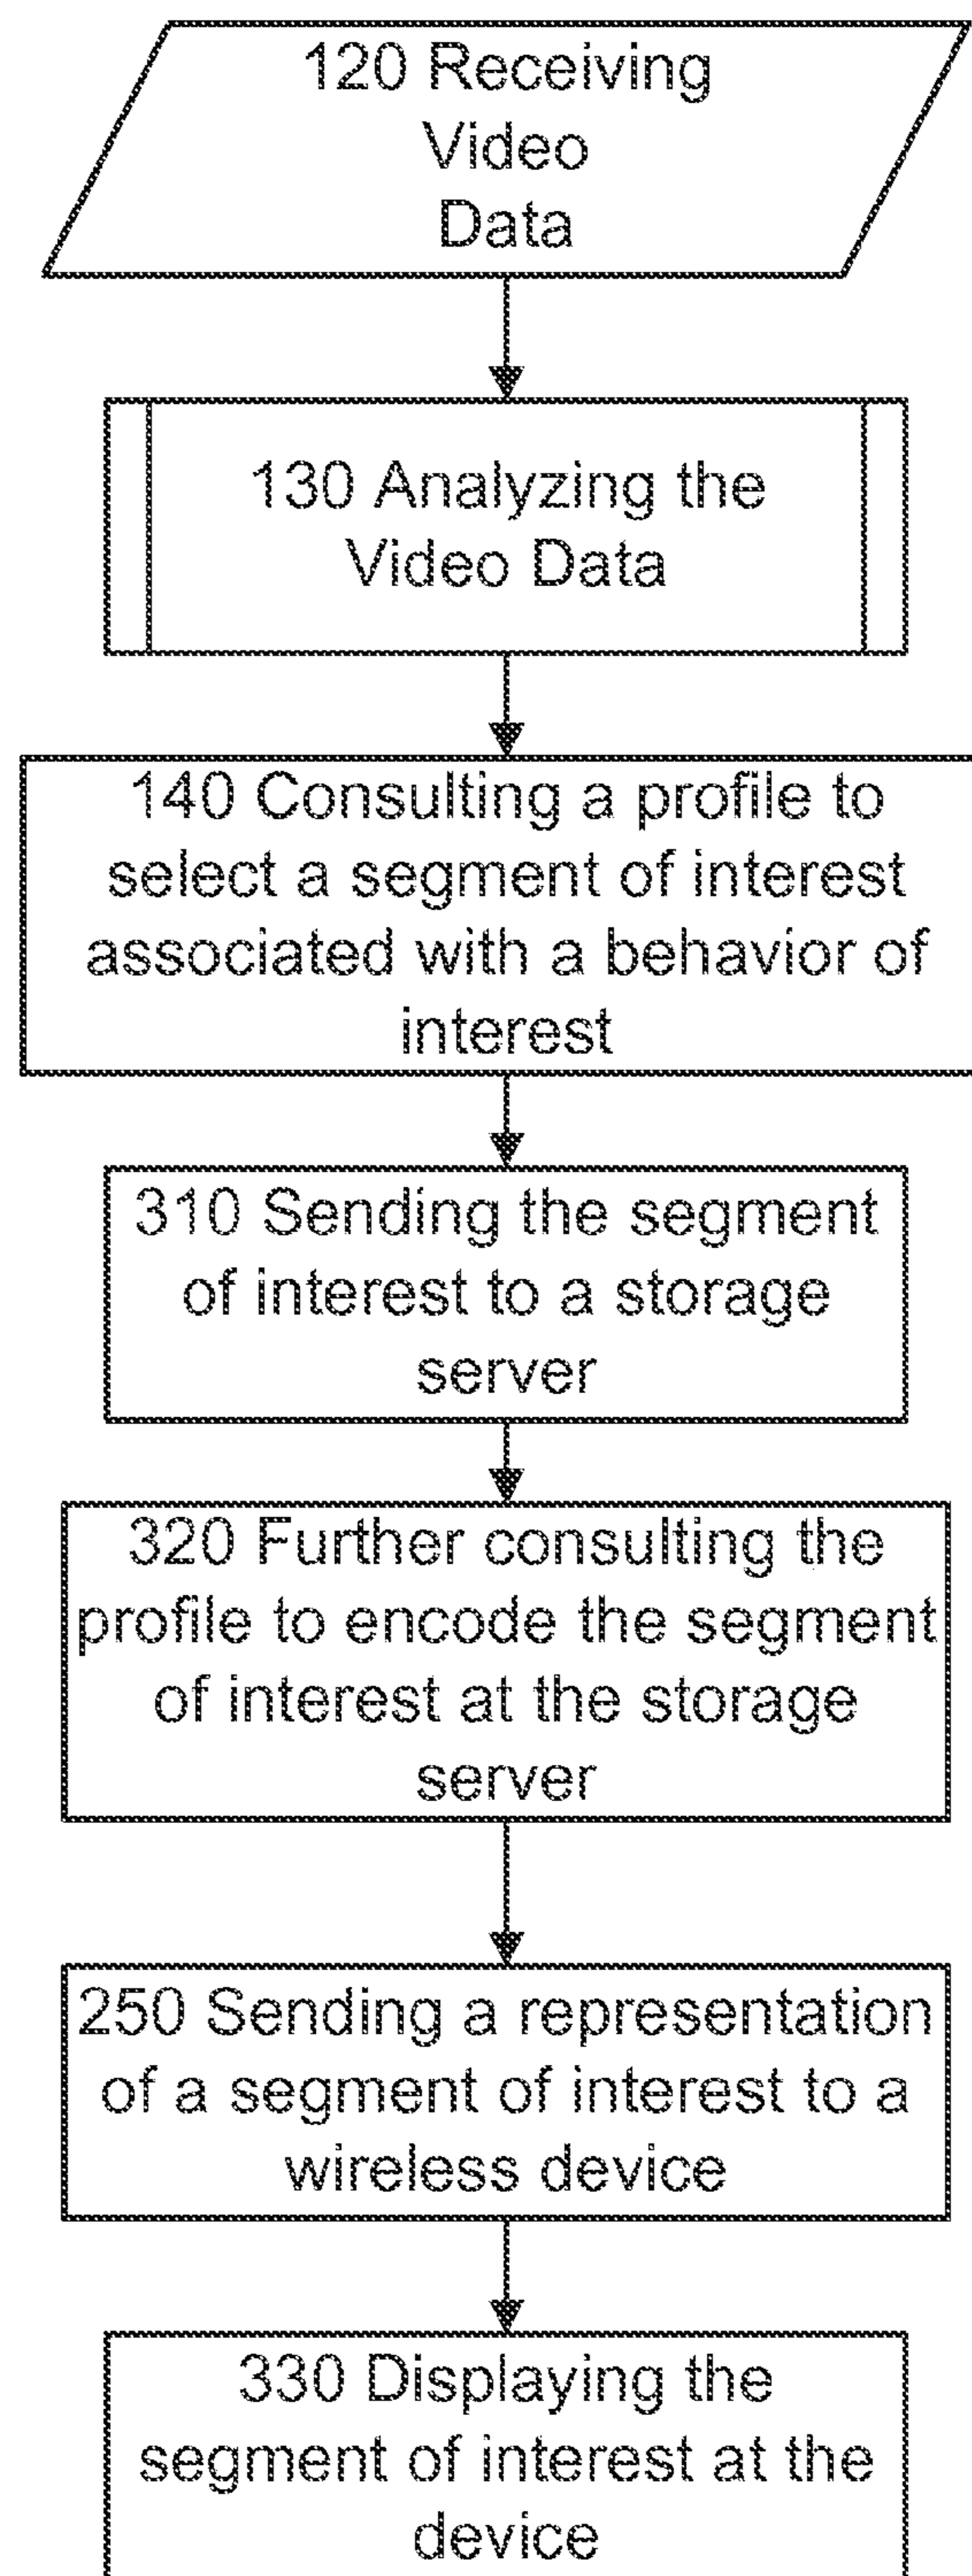 120 Receiving
Video
Data
130 Analyzing the
Video Data
140 Consulting a profile to
select a segment of interest
associated with a behavior of
interest
310 Sending the segment
of interest to a storage
server
320 Further consulting the
profile to encode the segment
of interest at the storage
server
250 Sending a representation
of a segment of interest to a
wireless device
330 Displaying the
segment of interest at the
device